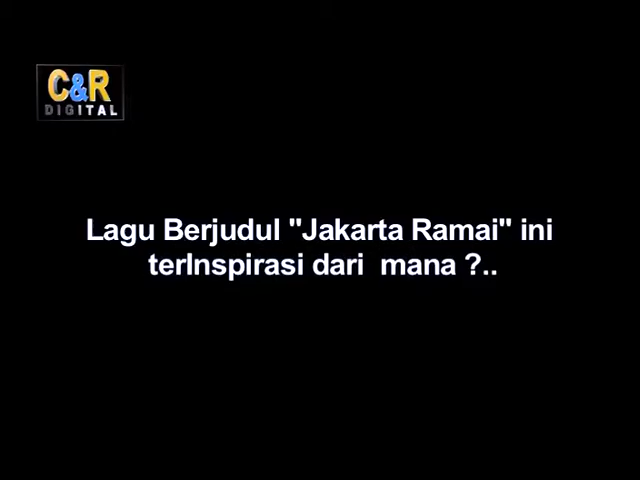 C&R
DIGITAL
Lagu Berjudul "Jakarta Ramai" ini
terInspirasi dari  mana ?..